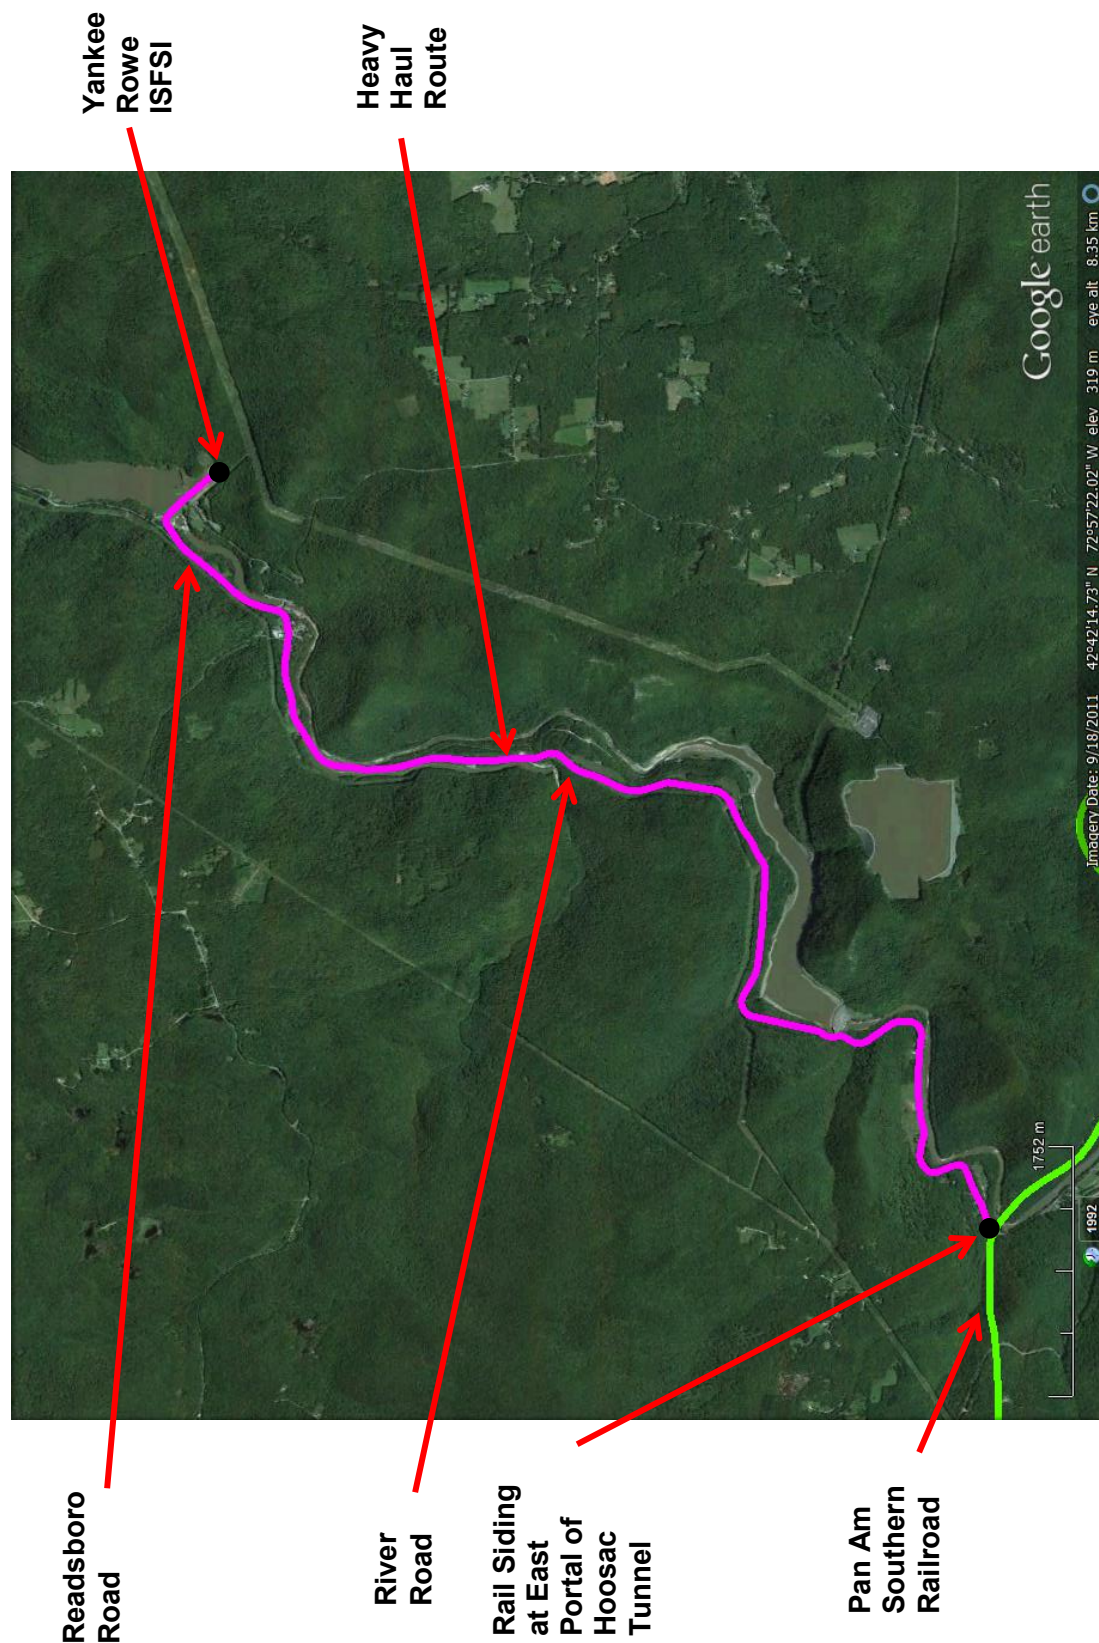 Yankee
Rowe
ISFSI
Heavy
Haul
Route
Readsboro
Road
River
Road
Rail Siding
at East
Portal of
Hoosac
Tunnel
Pan Am
Southern
Railroad
1752 m
1992
Google earth
Imagery Date: 9/18/2011 42°42'14.73" N 72°57'22.02" W elev 319 m eye alt 8.35 km